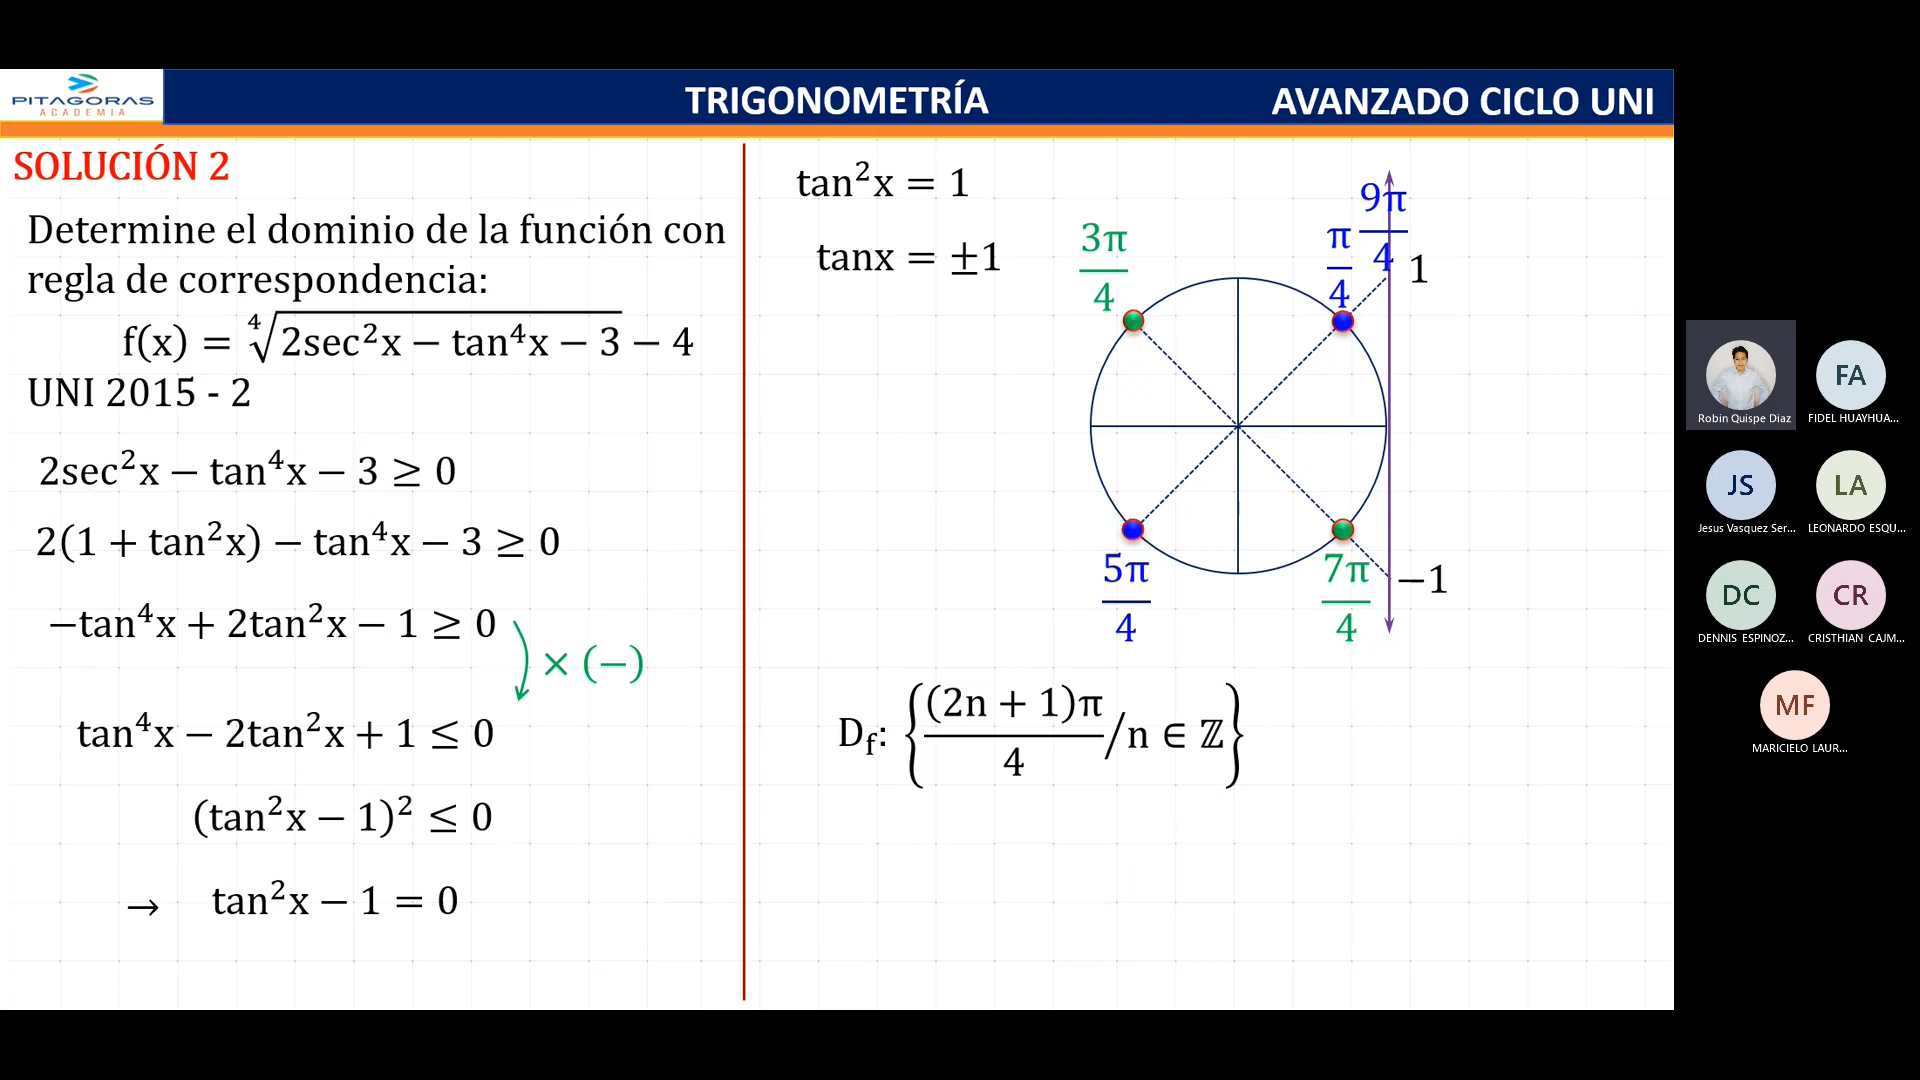 PITAGORAS
ACADEMIA
TRIGONOMETRÍA
AVANZADO CICLO UNI
SOLUCIÓN 2
Determine el dominio de la función con
regla de correspondencia:
f(x) = ∜(2sec²x − tan⁴x − 3) − 4
UNI 2015 - 2
2sec²x − tan⁴x − 3 ≥ 0
2(1 + tan²x) − tan⁴x − 3 ≥ 0
−tan⁴x + 2tan²x − 1 ≥ 0
× (−)
tan⁴x − 2tan²x + 1 ≤ 0
(tan²x − 1)² ≤ 0
→ tan²x − 1 = 0
tan²x = 1
tanx = ±1
3π/4
π/4
9π/4
1
5π/4
7π/4
−1
D_f: {(2n + 1)π/4 / n ∈ ℤ}
Robin Quispe Diaz
FA
FIDEL HUAYHUA...
JS
Jesus Vasquez Ser...
LA
LEONARDO ESQU...
DC
DENNIS ESPINOZ...
CR
CRISTHIAN CAJM...
MF
MARICIELO LAUR...